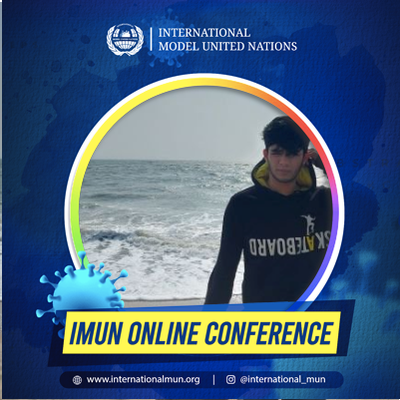 INTERNATIONAL
MODEL UNITED NATIONS
SKATEBOARD
IMUN ONLINE CONFERENCE
www.internationalmun.org | @international_mun